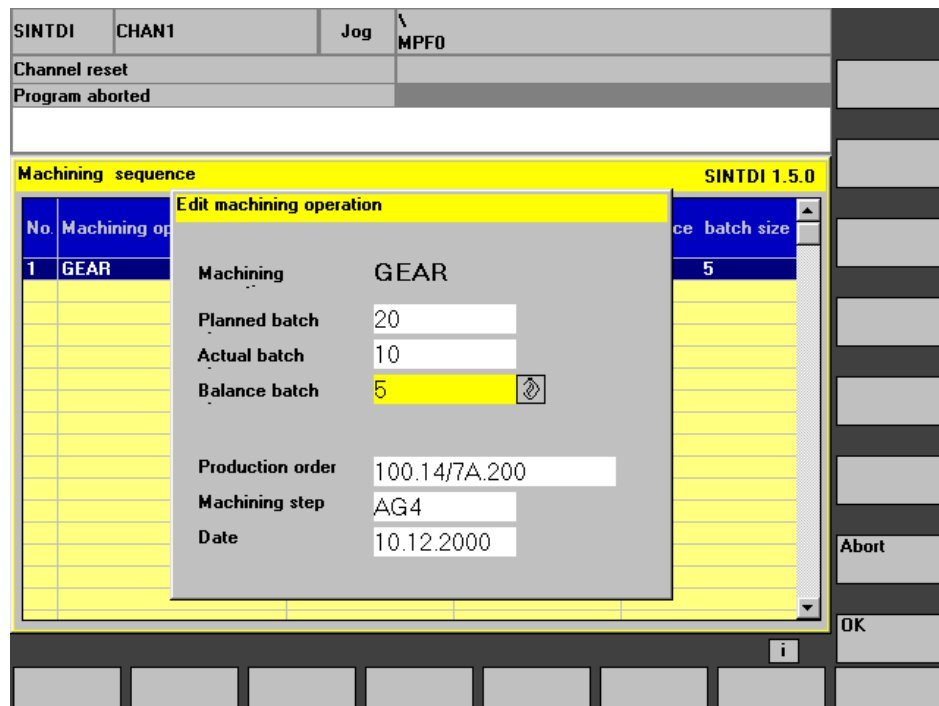 SINTDI CHAN1 Jog \
MPF0
Channel reset
Program aborted
Machining sequence SINTDI 1.5.0
Edit machining operation
No. Machining op ce batch size
1 GEAR 5
Machining GEAR
Planned batch 20
Actual batch 10
Balance batch 5
Production order 100.14/7A.200
Machining step AG4
Date 10.12.2000
Abort
OK
i